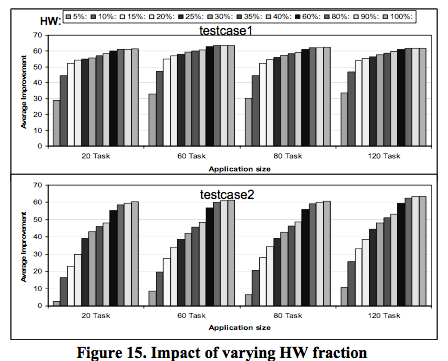 HW: 5%: 10%: 15%: 20%: 25%: 30%: 35%: 40%: 60%: 80%: 90%: 100%:
testcase1
Average Improvement
70
60
50
40
30
20
10
0
20 Task 60 Task 80 Task 120 Task
Application size
testcase2
Average Improvement
70
60
50
40
30
20
10
0
20 Task 60 Task 80 Task 120 Task
Application size
Figure 15. Impact of varying HW fraction